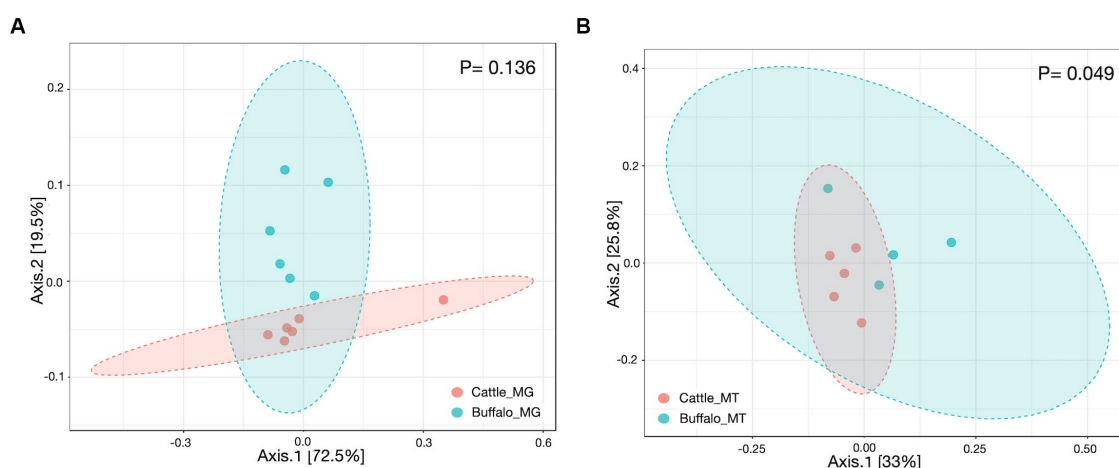 A
P= 0.136
0.2
0.1
0.0
-0.1
Axis.2 [19.5%]
-0.3
0.0
0.3
0.6
Axis.1 [72.5%]
Cattle_MG
Buffalo_MG
B
P= 0.049
0.4
0.2
0.0
-0.2
Axis.2 [25.8%]
-0.25
0.00
0.25
0.50
Axis.1 [33%]
Cattle_MT
Buffalo_MT